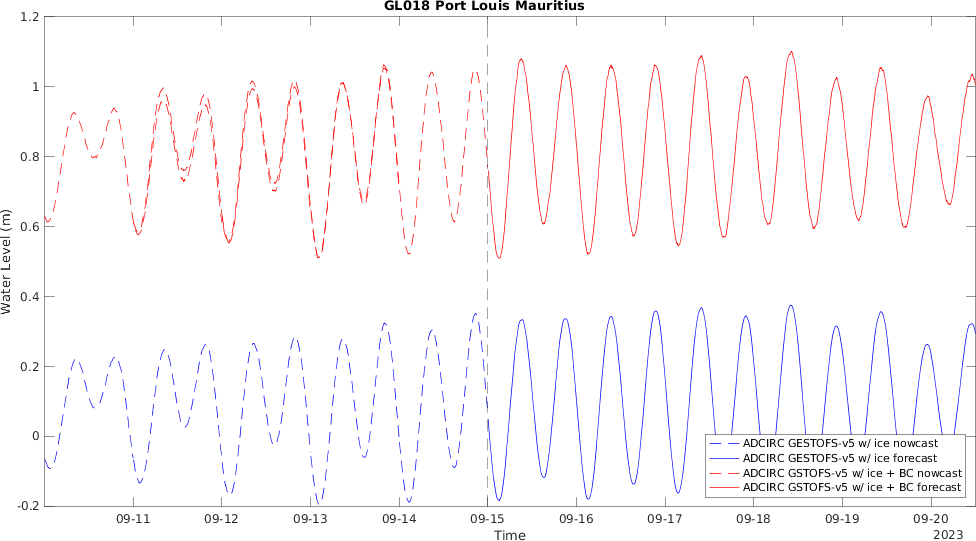 GL018 Port Louis Mauritius
1.2
1
0.8
0.6
0.4
0.2
0
-0.2
Water Level (m)
ADCIRC GESTOFS-v5 w/ ice nowcast
ADCIRC GESTOFS-v5 w/ ice forecast
ADCIRC GSTOFS-v5 w/ ice + BC nowcast
ADCIRC GSTOFS-v5 w/ ice + BC forecast
09-11 09-12 09-13 09-14 09-15 09-16 09-17 09-18 09-19 09-20
Time
2023